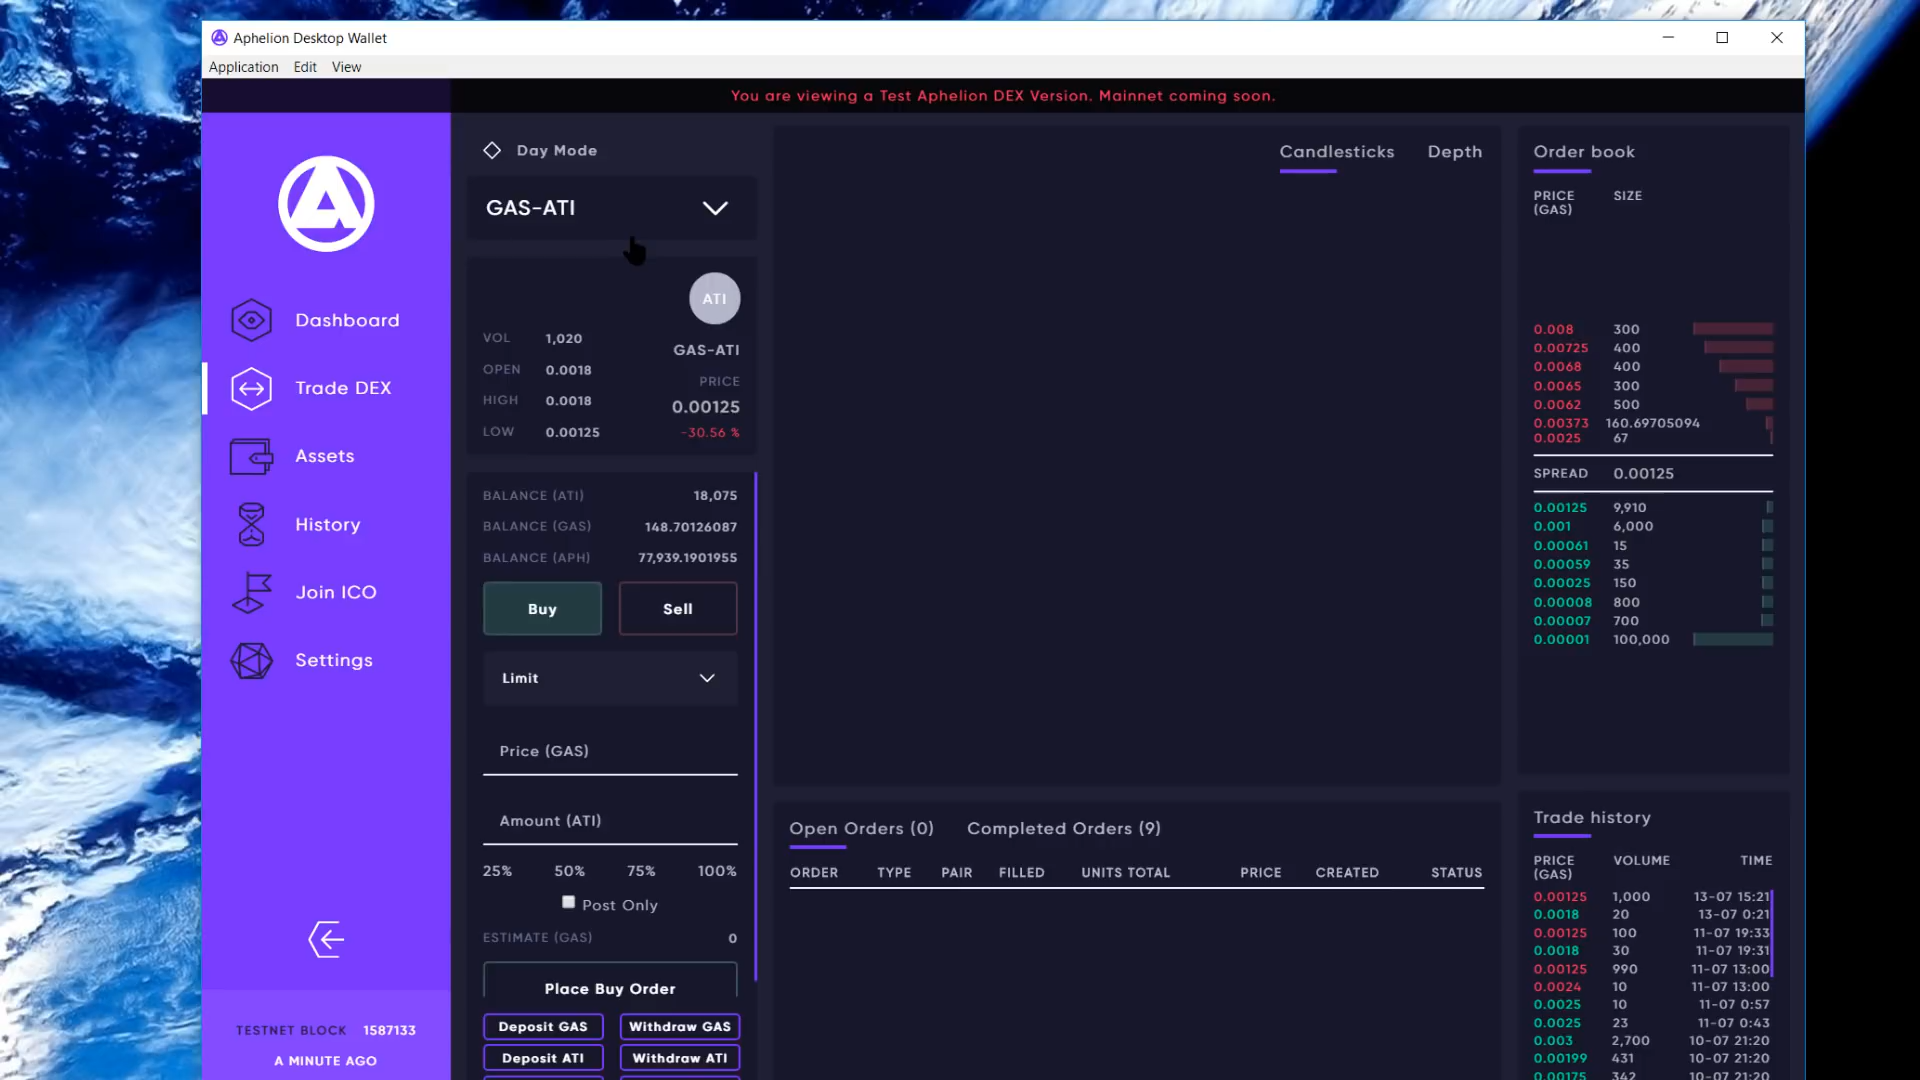 Aphelion Desktop Wallet
Application Edit View
You are viewing a Test Aphelion DEX Version. Mainnet coming soon.
Dashboard
Trade DEX
Assets
History
Join ICO
Settings
TESTNET BLOCK 1587133
A MINUTE AGO
Day Mode
GAS-ATI
ATI
VOL 1,020
GAS-ATI
OPEN 0.0018
PRICE
HIGH 0.0018
0.00125
LOW 0.00125
-30.56 %
BALANCE (ATI) 18,075
BALANCE (GAS) 148.70126087
BALANCE (APH) 77,939.1901955
Buy Sell
Limit
Price (GAS)
Amount (ATI)
25% 50% 75% 100%
Post Only
ESTIMATE (GAS) 0
Place Buy Order
Deposit GAS Withdraw GAS
Deposit ATI Withdraw ATI
Candlesticks Depth
Open Orders (0) Completed Orders (9)
ORDER TYPE PAIR FILLED UNITS TOTAL PRICE CREATED STATUS
Order book
PRICE (GAS) SIZE
0.008 300
0.00725 400
0.0068 400
0.0065 300
0.0062 500
0.00373 160.69705094
0.0025 67
SPREAD 0.00125
0.00125 9,910
0.001 6,000
0.00061 15
0.00059 35
0.00025 150
0.00008 800
0.00007 700
0.00001 100,000
Trade history
PRICE (GAS) VOLUME TIME
0.00125 1,000 13-07 15:21
0.0018 20 13-07 0:21
0.00125 100 11-07 19:33
0.0018 30 11-07 19:31
0.00125 990 11-07 13:00
0.0024 10 11-07 13:00
0.0025 10 11-07 0:57
0.0025 23 11-07 0:43
0.003 2,700 10-07 21:20
0.00199 431 10-07 21:20
0.00175 342 10-07 21:20